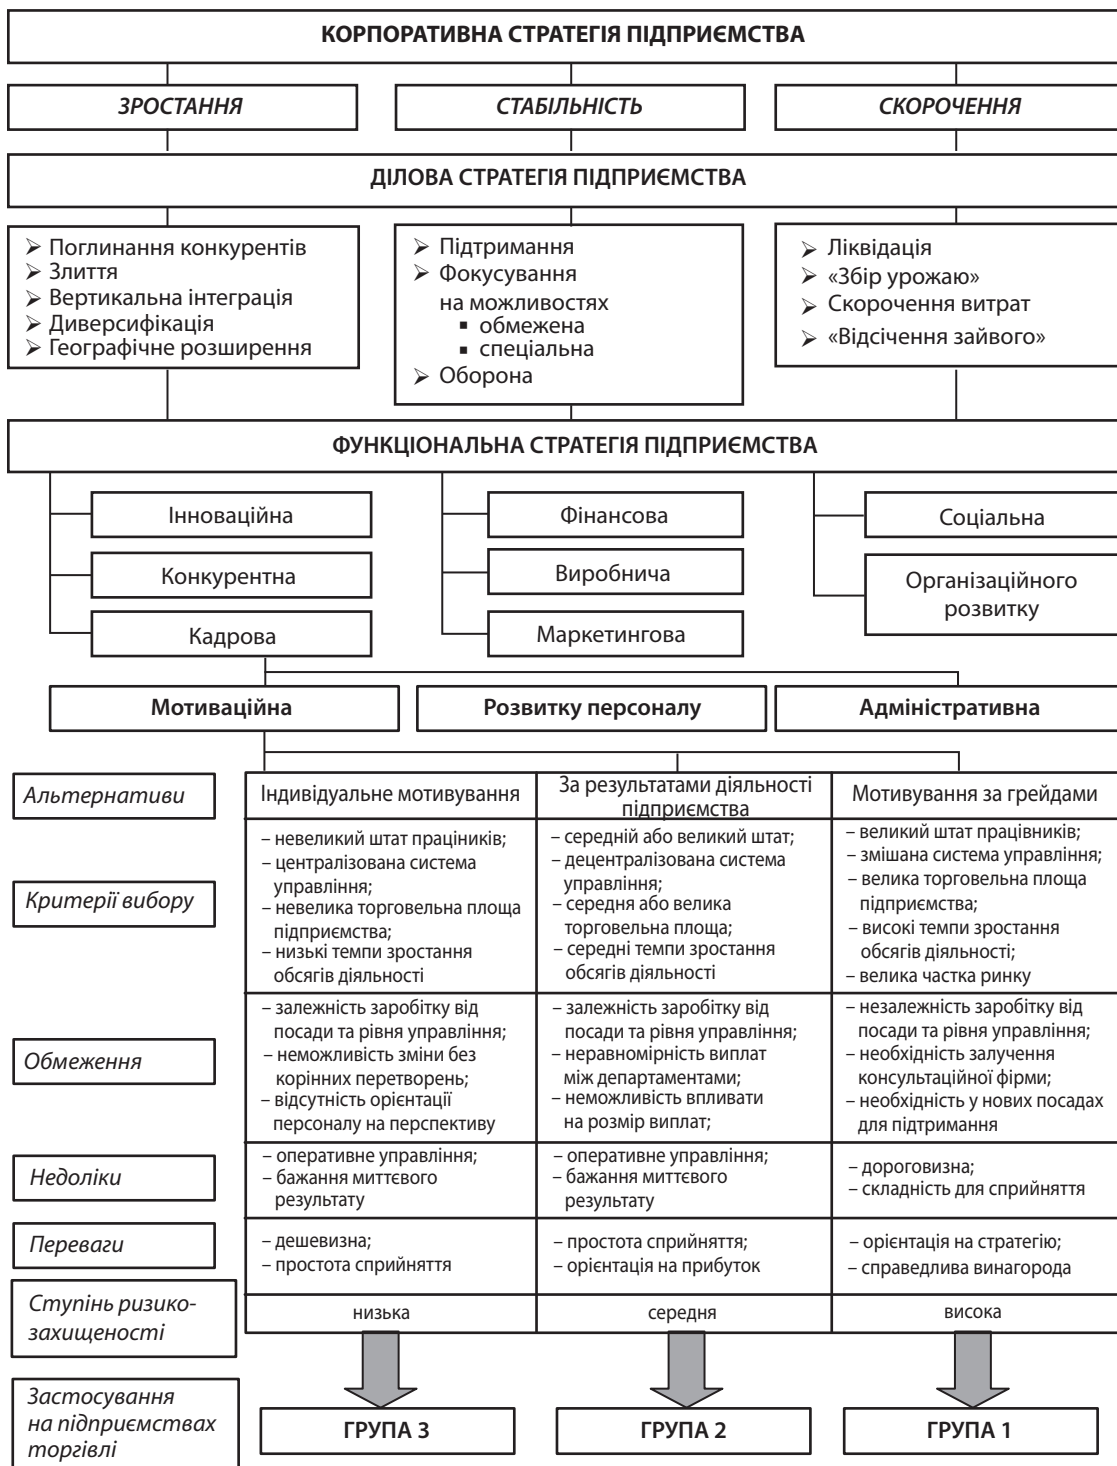 КОРПОРАТИВНА СТРАТЕГІЯ ПІДПРИЄМСТВА
ЗРОСТАННЯ
СТАБІЛЬНІСТЬ
СКОРОЧЕННЯ
ДІЛОВА СТРАТЕГІЯ ПІДПРИЄМСТВА
➢ Поглинання конкурентів
➢ Злиття
➢ Вертикальна інтеграція
➢ Диверсифікація
➢ Географічне розширення
➢ Підтримання
➢ Фокусування
на можливостях
▪ обмежена
▪ спеціальна
➢ Оборона
➢ Ліквідація
➢ «Збір урожаю»
➢ Скорочення витрат
➢ «Відсічення зайвого»
ФУНКЦІОНАЛЬНА СТРАТЕГІЯ ПІДПРИЄМСТВА
Інноваційна
Конкурентна
Кадрова
Фінансова
Виробнича
Маркетингова
Соціальна
Організаційного
розвитку
Мотиваційна
Розвитку персоналу
Адміністративна
Альтернативи
Індивідуальне мотивування
За результатами діяльності
підприємства
Мотивування за грейдами
Критерії вибору
– невеликий штат праціників;
– централізована система
управління;
– невелика торговельна площа
підприємства;
– низькі темпи зростання
обсягів діяльності
– середній або великий штат;
– децентралізована система
управління;
– середня або велика
торговельна площа;
– середні темпи зростання
обсягів діяльності
– великий штат працівників;
– змішана система управління;
– велика торговельна площа
підприємства;
– високі темпи зростання
обсягів діяльності;
– велика частка ринку
Обмеження
– залежність заробітку від
посади та рівня управління;
– неможливість зміни без
корінних перетворень;
– відсутність орієнтації
персоналу на перспективу
– залежність заробітку від
посади та рівня управління;
– неравномірність виплат
між департаментами;
– неможливість впливати
на розмір виплат;
– незалежність заробітку від
посади та рівня управління;
– необхідність залучення
консультаційної фірми;
– необхідність у нових посадах
для підтримання
Недоліки
– оперативне управління;
– бажання миттєвого
результату
– оперативне управління;
– бажання миттєвого
результату
– дороговизна;
– складність для сприйняття
Переваги
– дешевизна;
– простота сприйняття
– простота сприйняття;
– орієнтація на прибуток
– орієнтація на стратегію;
– справедлива винагорода
Ступінь ризико-
захищеності
низька
середня
висока
Застосування
на підприємствах
торгівлі
ГРУПА 3
ГРУПА 2
ГРУПА 1